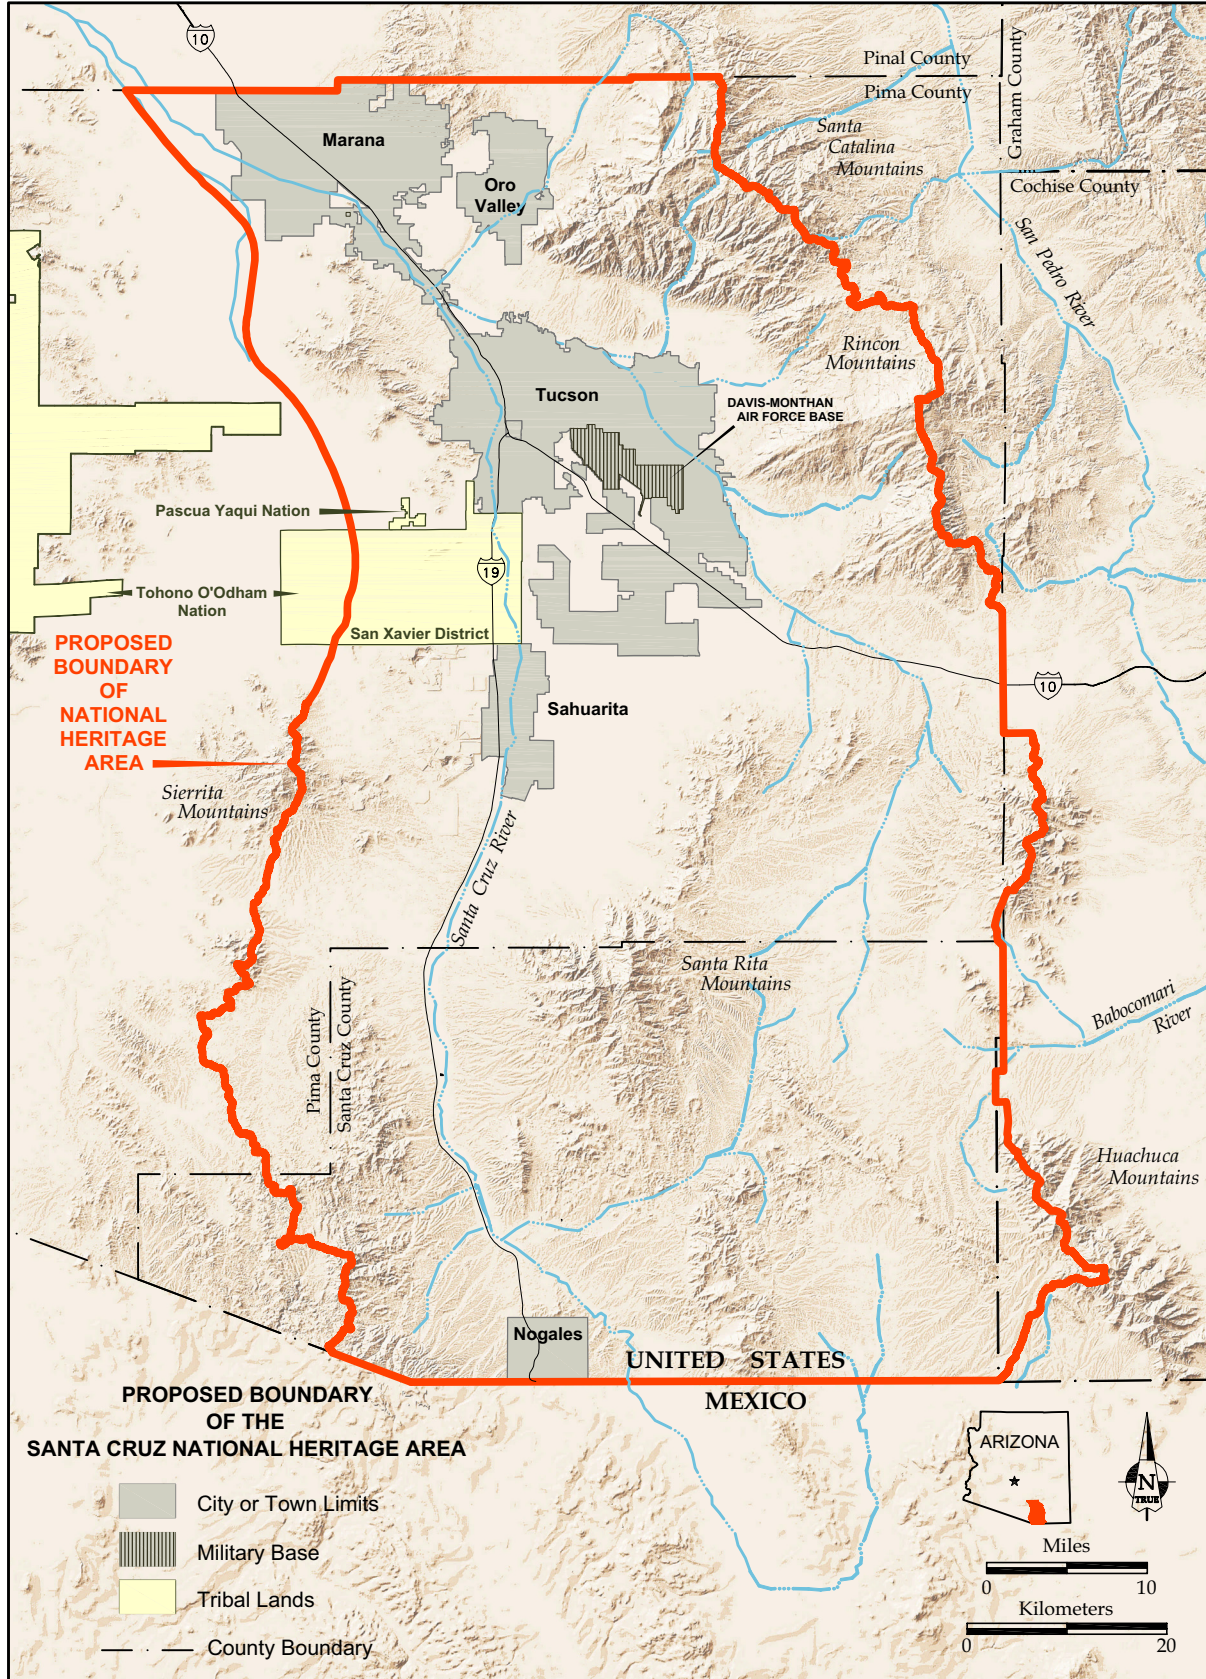 10
Pinal County
Pima County
Graham County
Cochise County
Marana
Oro
Valley
Santa
Catalina
Mountains
San Pedro River
Rincon
Mountains
Tucson
DAVIS-MONTHAN
AIR FORCE BASE
Pascua Yaqui Nation
19
Tohono O'Odham
Nation
San Xavier District
PROPOSED
BOUNDARY
OF
NATIONAL
HERITAGE
AREA
10
Sahuarita
Sierrita
Mountains
Santa Cruz River
Santa Rita
Mountains
Babocomari
River
Pima County
Santa Cruz County
Huachuca
Mountains
Nogales
UNITED STATES
MEXICO
PROPOSED BOUNDARY
OF THE
SANTA CRUZ NATIONAL HERITAGE AREA
City or Town Limits
Military Base
Tribal Lands
County Boundary
ARIZONA
N
TRUE
Miles
0 10
Kilometers
0 20